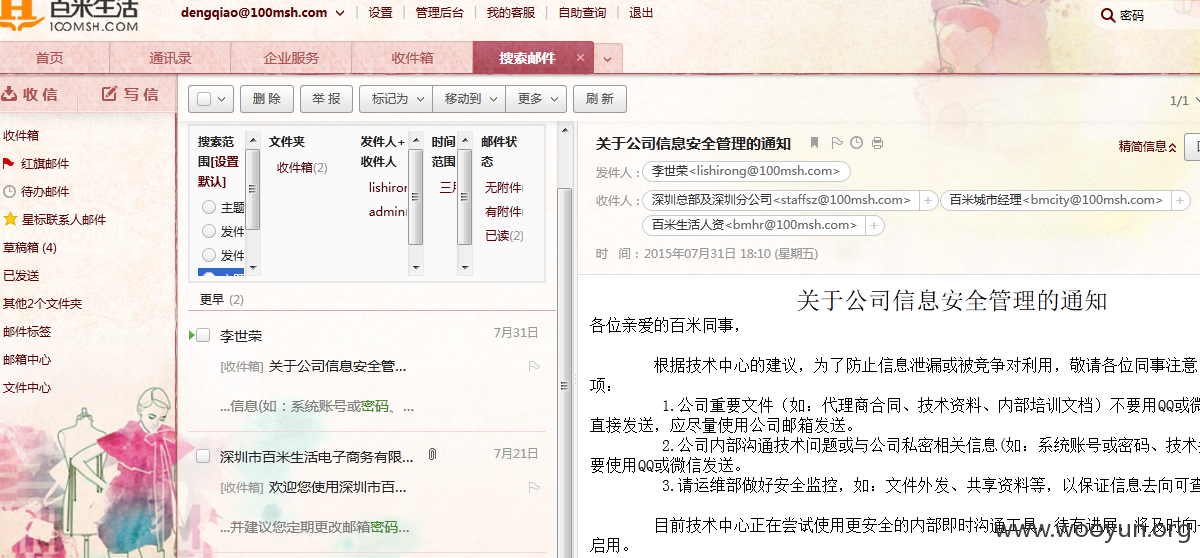 百米生活
100MSH.COM
dengqiao@100msh.com | 设置 | 管理后台 | 我的客服 | 自助查询 | 退出
密码
首页 通讯录 企业服务 收件箱 搜索邮件 ×
收信 写信
删除 举报 标记为 移动到 更多 刷新
1/1
收件箱
红旗邮件
待办邮件
星标联系人邮件
草稿箱 (4)
已发送
其他2个文件夹
邮件标签
邮箱中心
文件中心
搜索范
围[设置
默认]
主题
发件
发件
文件夹
收件箱(2)
发件人+
收件人
lishiron
admin
时间
范围
三月
邮件状
态
无附件(
有附件(
已读(2)
更早 (2)
李世荣 7月31日
[收件箱] 关于公司信息安全管...
...信息(如：系统账号或密码、...
深圳市百米生活电子商务有限... 7月21日
[收件箱] 欢迎您使用深圳市百...
...并建议您定期更改邮箱密码...
关于公司信息安全管理的通知
精简信息
发件人：李世荣<lishirong@100msh.com>
收件人：深圳总部及深圳分公司<staffsz@100msh.com> + 百米城市经理<bmcity@100msh.com> +
百米生活人资<bmhr@100msh.com> +
时 间：2015年07月31日 18:10 (星期五)
关于公司信息安全管理的通知
各位亲爱的百米同事，
根据技术中心的建议，为了防止信息泄漏或被竞争对利用，敬请各位同事注意
项：
1.公司重要文件（如：代理商合同、技术资料、内部培训文档）不要用QQ或微
直接发送，应尽量使用公司邮箱发送。
2.公司内部沟通技术问题或与公司私密相关信息(如：系统账号或密码、技术
要使用QQ或微信发送。
3.请运维部做好安全监控，如：文件外发、共享资料等，以保证信息去向可查
目前技术中心正在尝试使用更安全的内部即时沟通工具，待有进展，将及时向
启用。
www.wooyun.org